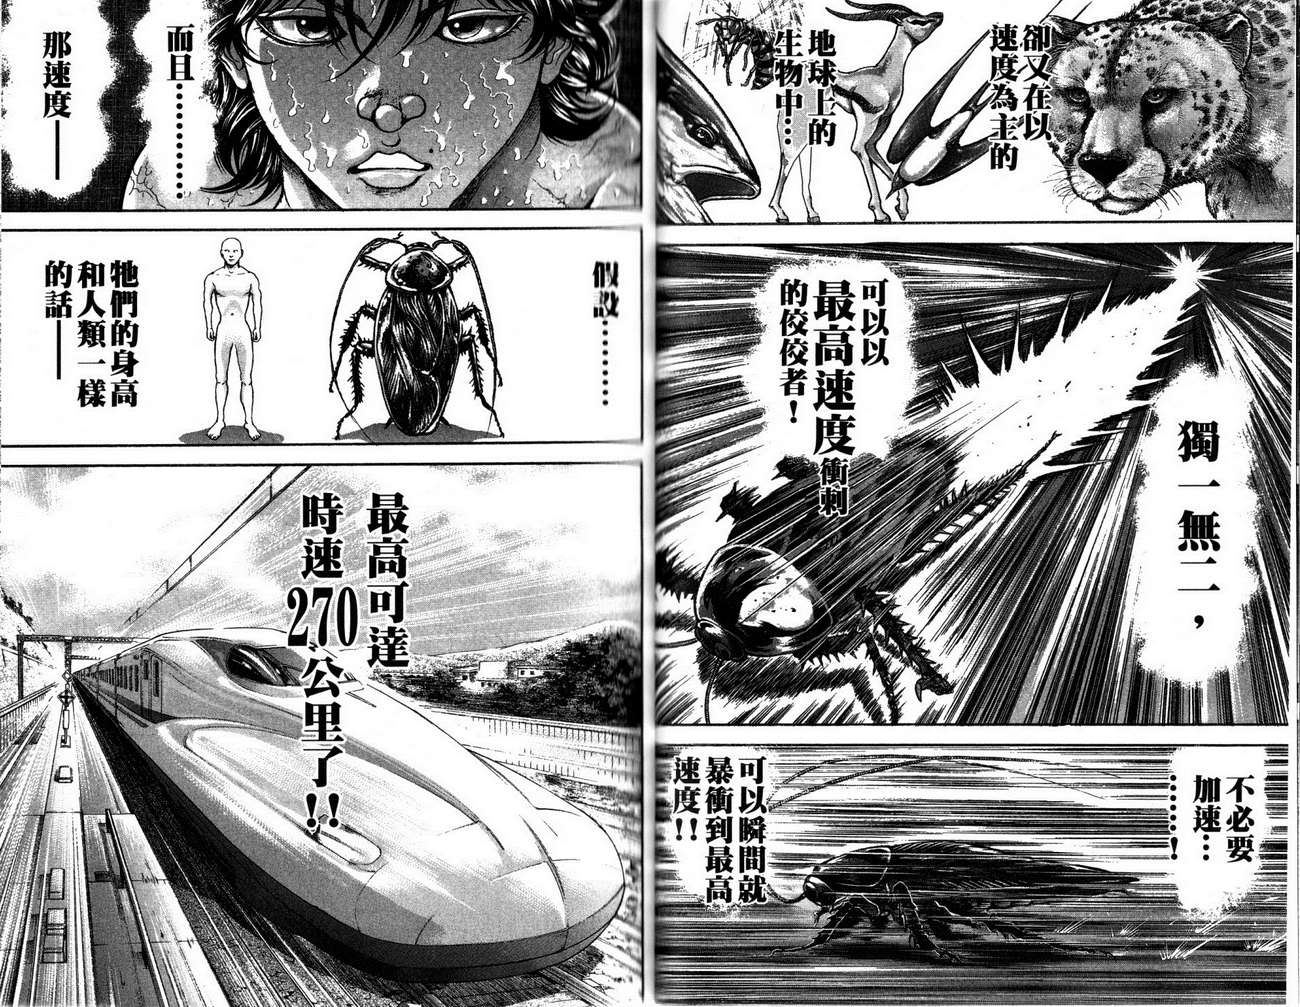 卻又在以
速度為主的
地球上的
生物中…
可以以
最高速度衝刺
的佼佼者！
獨一無二，
不必要
加速…
……！
可以瞬間就
暴衝到最高
速度!!
而且…………
那速度——
假設………
牠們的身高
和人類一樣
的話——
最高可達
時速270公里了!!